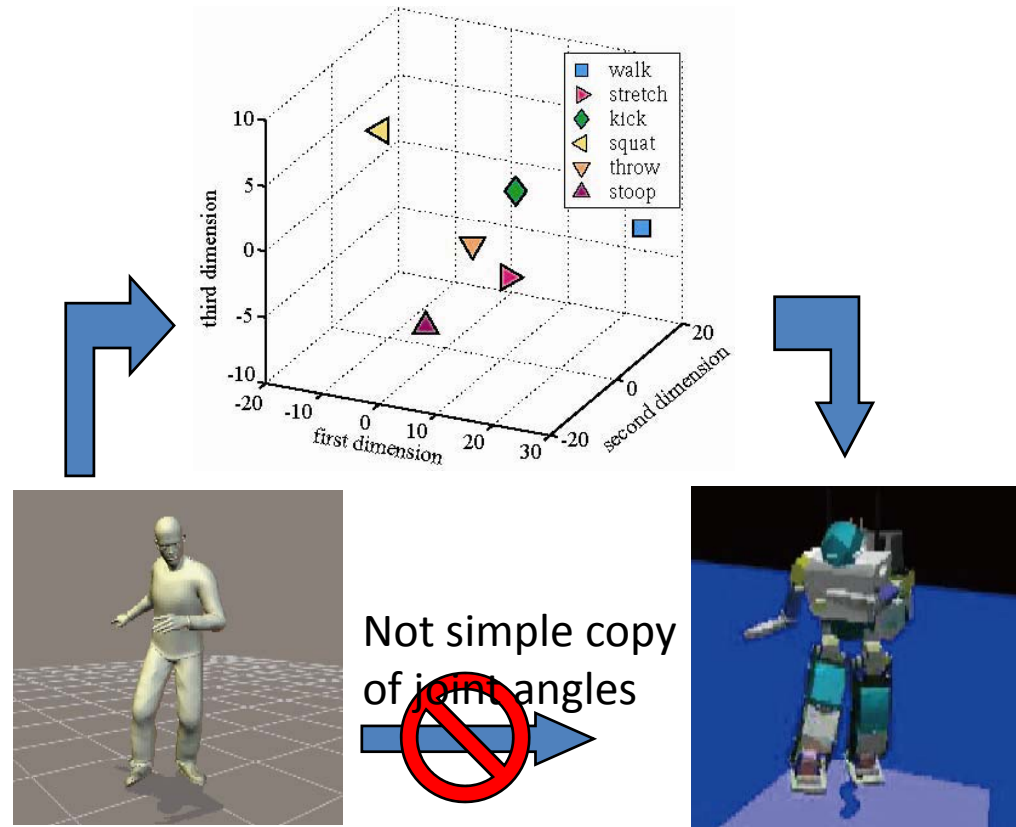 walk
stretch
kick
squat
throw
stoop
10
5
0
-5
-10
third dimension
-20
-10
0
10
20
30
first dimension
-20
0
20
second dimension
Not simple copy
of joint angles